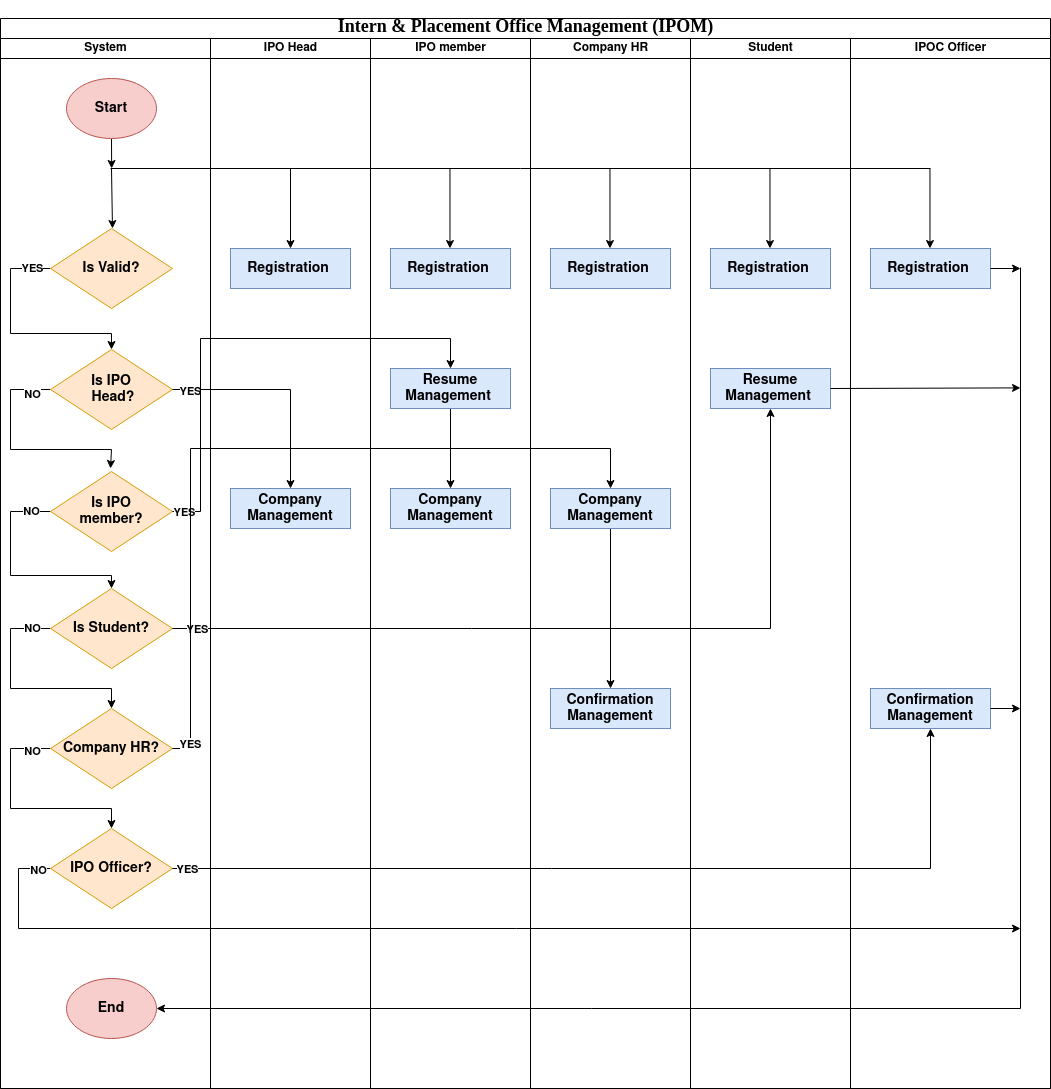 Intern & Placement Office Management (IPOM)
System
IPO Head
IPO member
Company HR
Student
IPOC Officer
Start
Is Valid?
YES
Registration
Registration
Registration
Registration
Registration
Is IPO
Head?
NO
YES
Resume
Management
Resume
Management
Is IPO
member?
NO
YES
Company
Management
Company
Management
Company
Management
Is Student?
NO
YES
Confirmation
Management
Confirmation
Management
Company HR?
NO
YES
IPO Officer?
NO
YES
End